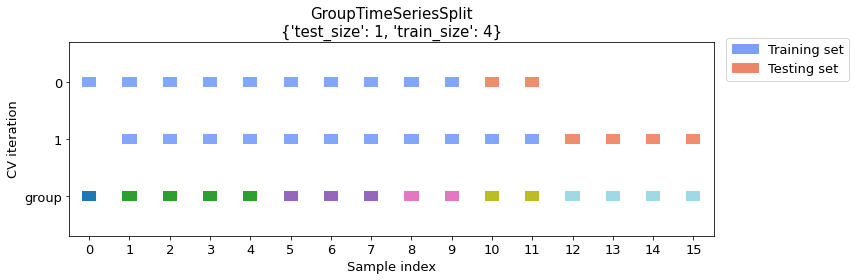 GroupTimeSeriesSplit
{'test_size': 1, 'train_size': 4}
Training set
Testing set
CV iteration
0
1
group
0 1 2 3 4 5 6 7 8 9 10 11 12 13 14 15
Sample index